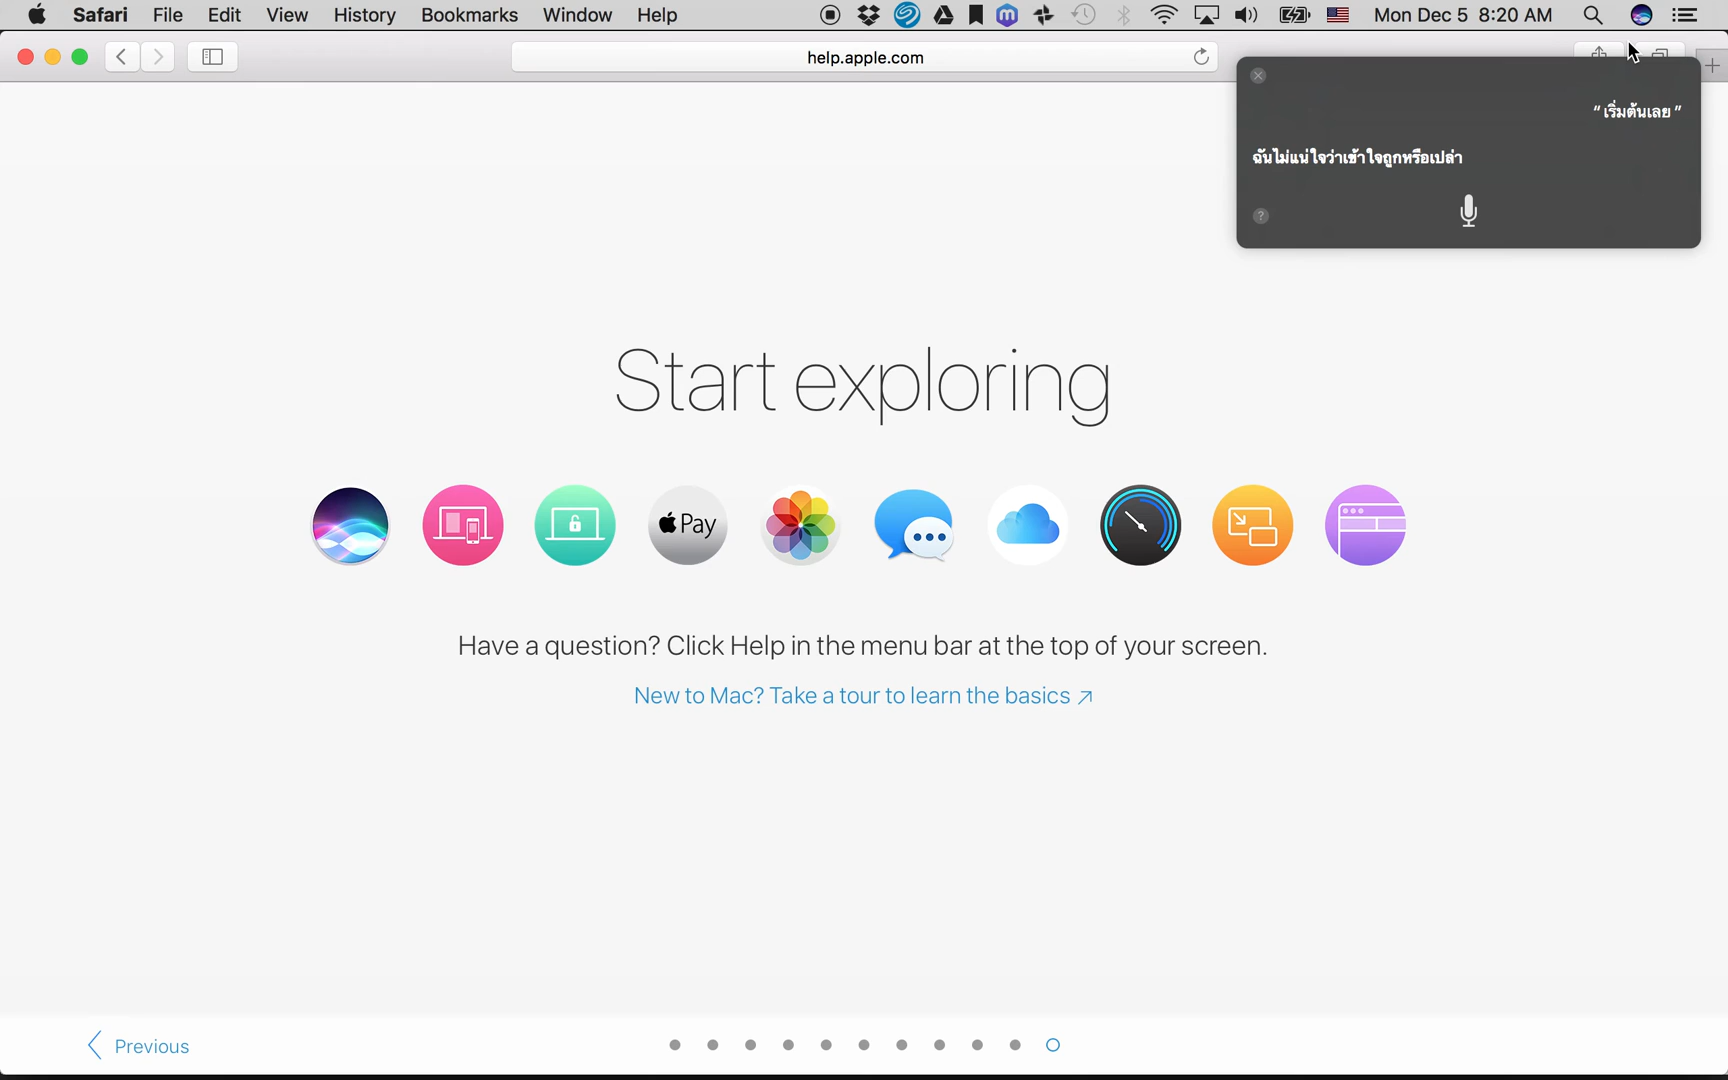 Safari File Edit View History Bookmarks Window Help Mon Dec 5 8:20 AM
help.apple.com
“เริ่มต้นเลย”
ฉันไม่แน่ใจว่าเข้าใจถูกหรือเปล่า
?
Start exploring
Pay
Have a question? Click Help in the menu bar at the top of your screen.
New to Mac? Take a tour to learn the basics
Previous